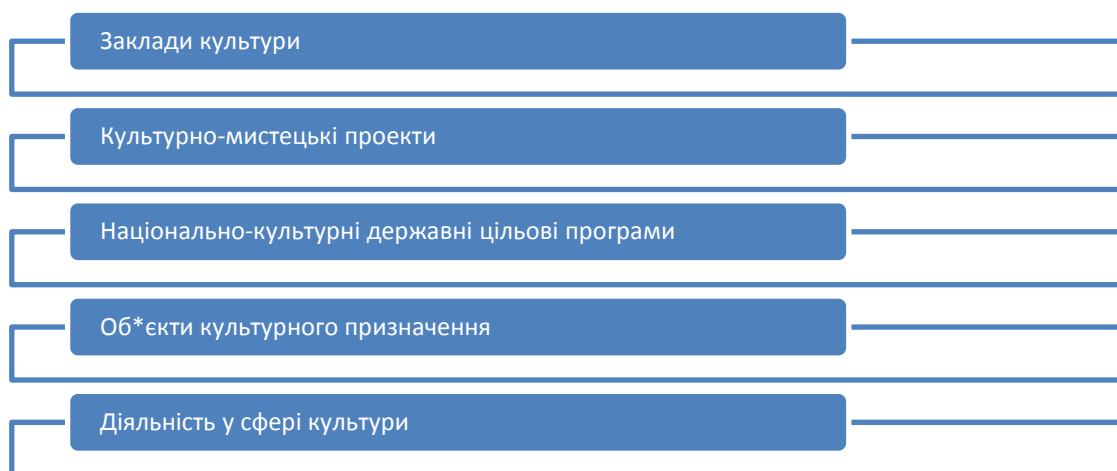 Заклади культури
Культурно-мистецькі проекти
Національно-культурні державні цільові програми
Об*єкти культурного призначення
Діяльність у сфері культури